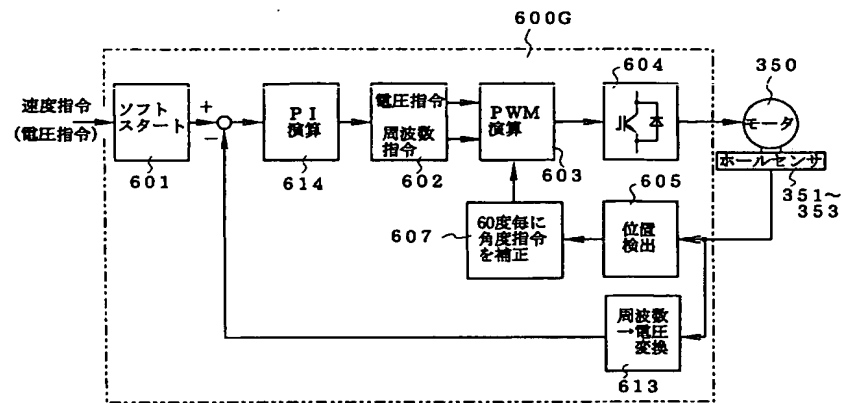 600G
速度指令
(電圧指令)
ソフト
スタート
601
+
−
PI
演算
614
電圧指令
周波数
指令
602
PWM
演算
603
604
350
モータ
ホールセンサ
351~
353
605
位置
検出
607
60度毎に
角度指令
を補正
周波数
→電圧
変換
613